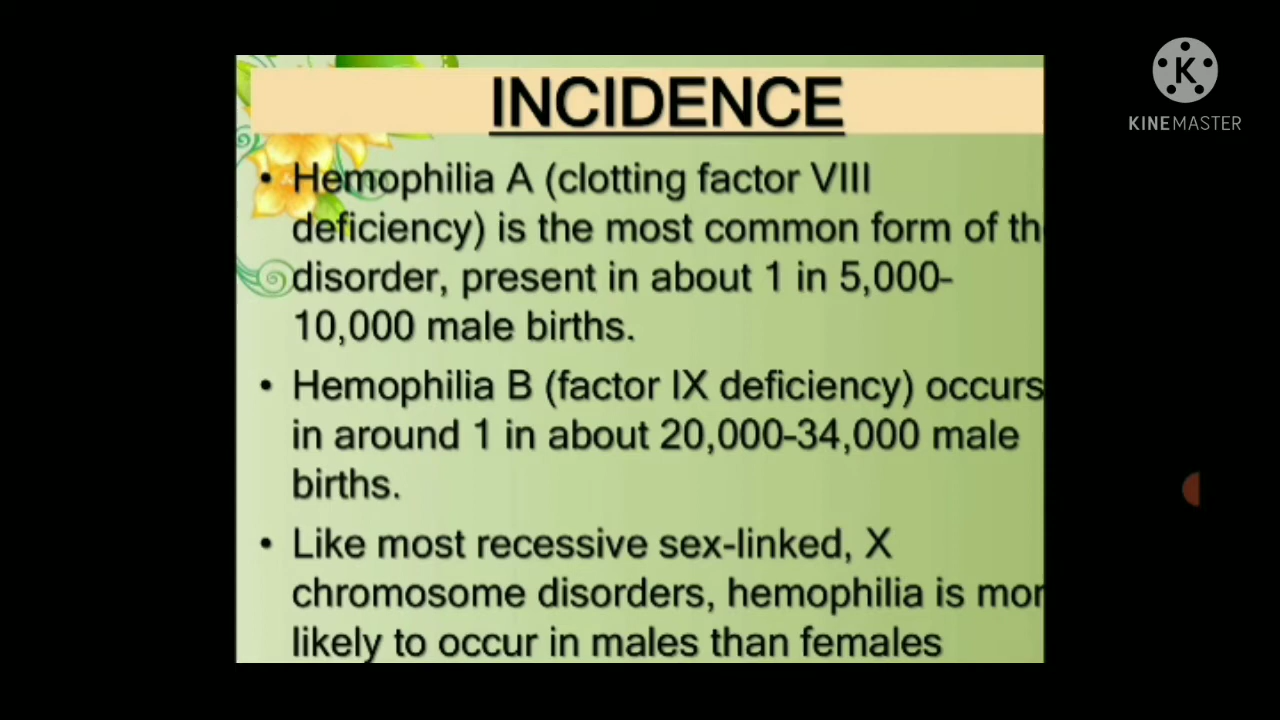 INCIDENCE
• Hemophilia A (clotting factor VIII
deficiency) is the most common form of th
disorder, present in about 1 in 5,000-
10,000 male births.
• Hemophilia B (factor IX deficiency) occurs
in around 1 in about 20,000-34,000 male
births.
• Like most recessive sex-linked, X
chromosome disorders, hemophilia is mor
likely to occur in males than females
K
KINEMASTER